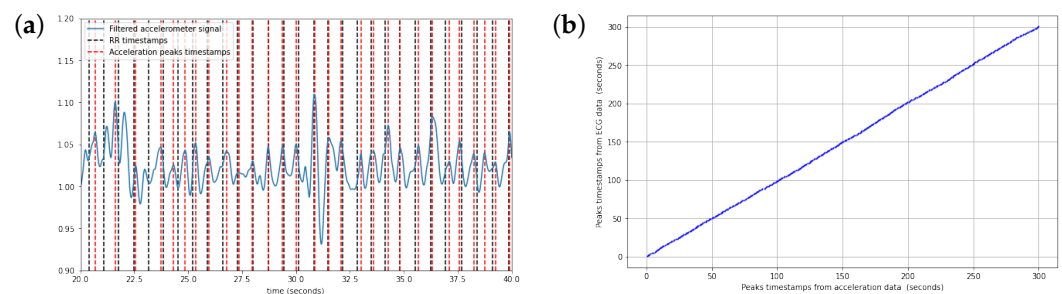 (a)
Filtered accelerometer signal
RR timestamps
Acceleration peaks timestamps
1.20
1.15
1.10
1.05
1.00
0.95
0.90
20.0 22.5 25.0 27.5 30.0 32.5 35.0 37.5 40.0
time (seconds)
(b)
Peaks timestamps from ECG data (seconds)
300
250
200
150
100
50
0
0 50 100 150 200 250 300
Peaks timestamps from acceleration data (seconds)